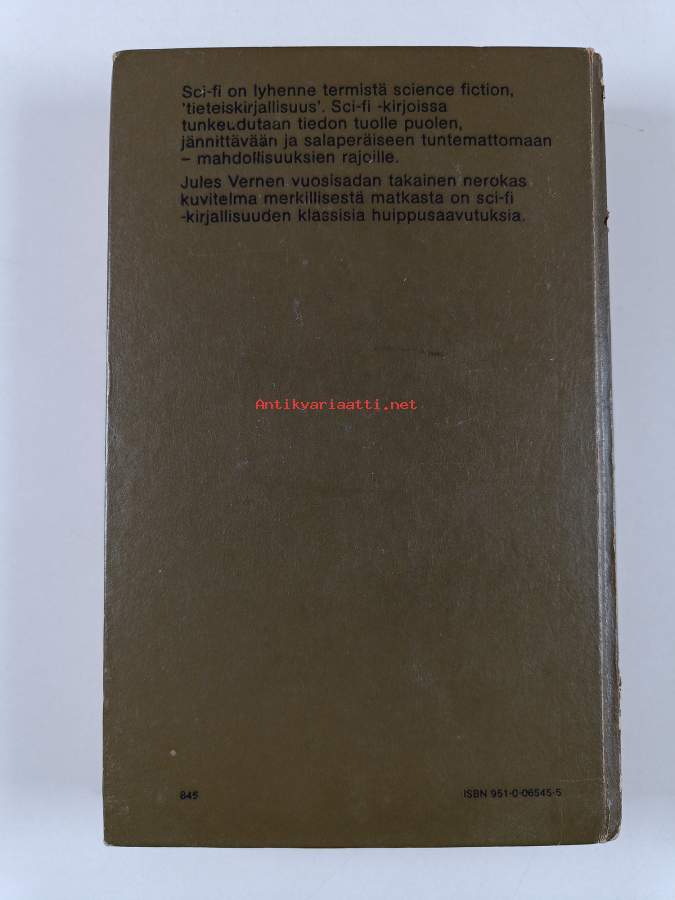 Sci-fi on lyhenne termistä science fiction,
'tieteiskirjallisuus'. Sci-fi -kirjoissa
tunkeudutaan tiedon tuolle puolen,
jännittävään ja salaperäiseen tuntemattomaan
– mahdollisuuksien rajoille.
Jules Vernen vuosisadan takainen nerokas
kuvitelma merkillisestä matkasta on sci-fi
-kirjallisuuden klassisia huippusaavutuksia.
Antikvariaatti.net
845
ISBN 951-0-06545-5